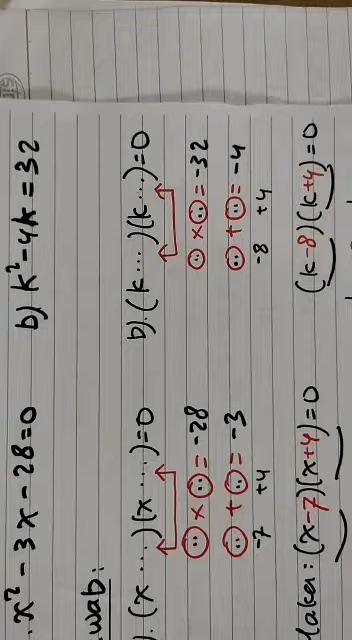 . x² - 3x - 28 = 0   b) k² - 4k = 32
wab:
). (x ...)(x ...) = 0   b). (k ...)(k ...) = 0
☺ × ☺ = -28   ☺ × ☺ = -32
☺ + ☺ = -3   ☺ + ☺ = -4
-7 +4   -8 +4
Maka : (x-7)(x+4) = 0   (k-8)(k+4) = 0